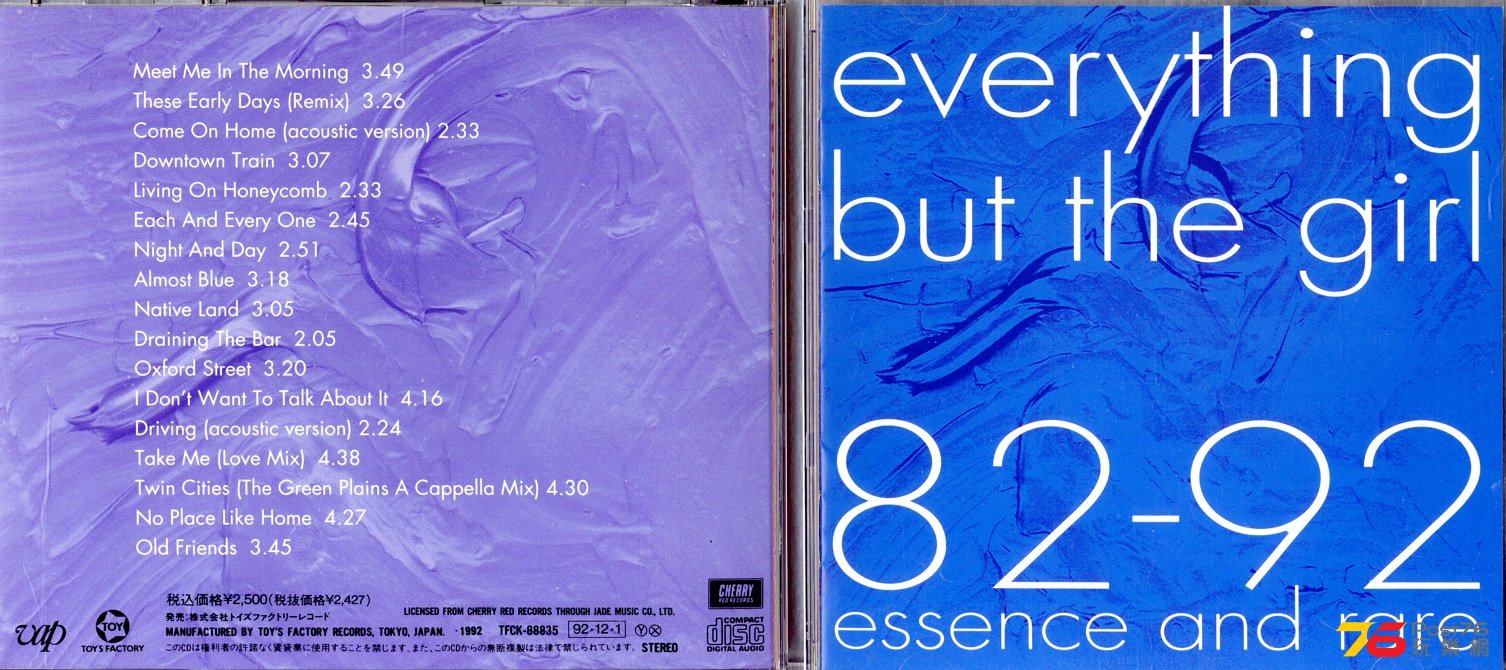 Meet Me In The Morning 3.49
These Early Days (Remix) 3.26
Come On Home (acoustic version) 2.33
Downtown Train 3.07
Living On Honeycomb 2.33
Each And Every One 2.45
Night And Day 2.51
Almost Blue 3.18
Native Land 3.05
Draining The Bar 2.05
Oxford Street 3.20
I Don't Want To Talk About It 4.16
Driving (acoustic version) 2.24
Take Me (Love Mix) 4.38
Twin Cities (The Green Plains A Cappella Mix) 4.30
No Place Like Home 4.27
Old Friends 3.45
vap
TOY
TOY'S FACTORY
税込価格¥2,500(税抜価格¥2,427)
発売:株式会社トイズファクトリーレコード
LICENSED FROM CHERRY RED RECORDS THROUGH JADE MUSIC CO., LTD.
MANUFACTURED BY TOY'S FACTORY RECORDS, TOKYO, JAPAN. ·1992 TFCK-88835 92·12·1 Ⓨ Ⓧ
このCDは権利者の許諾なく賃貸業に使用することを禁じます。また、このCDからの無断複製は法律で禁じられています。 STEREO
CHERRY
RED RECORDS
COMPACT
disc
DIGITAL AUDIO
everything
but the girl
82-92
essence and rare
76
Post76
玩樂網